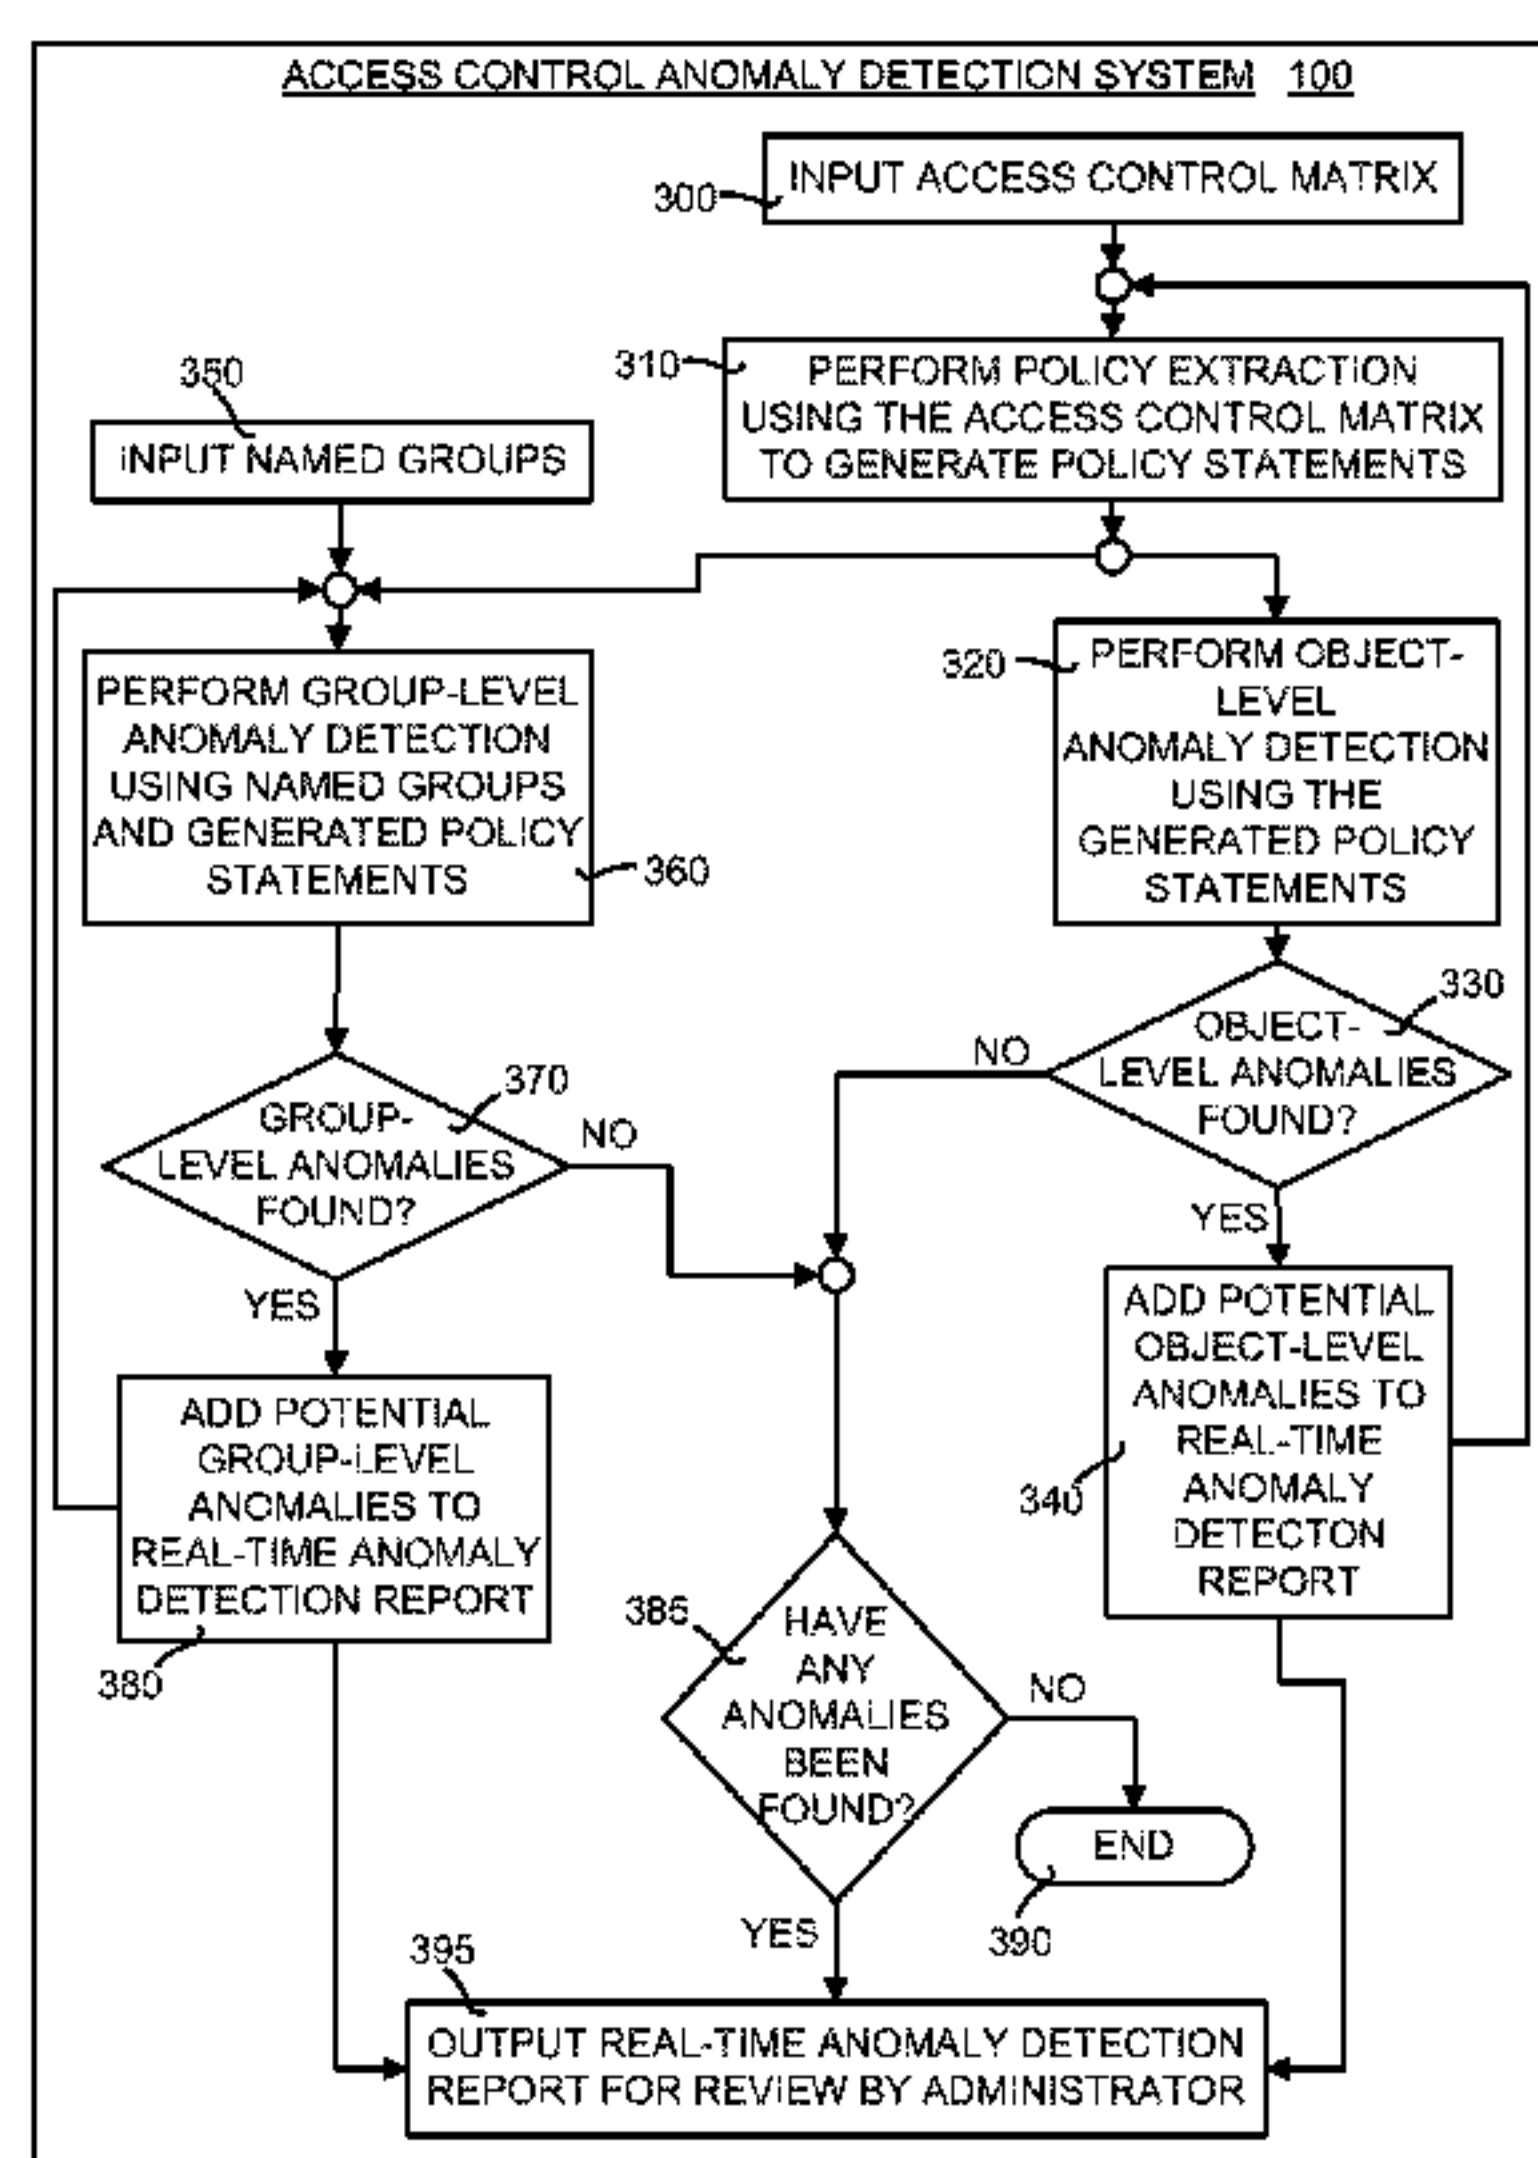 ACCESS CONTROL ANOMALY DETECTION SYSTEM 100
INPUT ACCESS CONTROL MATRIX
300
310
PERFORM POLICY EXTRACTION
USING THE ACCESS CONTROL MATRIX
TO GENERATE POLICY STATEMENTS
350
INPUT NAMED GROUPS
PERFORM GROUP-LEVEL
ANOMALY DETECTION
USING NAMED GROUPS
AND GENERATED POLICY
STATEMENTS
360
320
PERFORM OBJECT-
LEVEL
ANOMALY DETECTION
USING THE
GENERATED POLICY
STATEMENTS
330
OBJECT-
LEVEL ANOMALIES
FOUND?
NO
YES
370
GROUP-
LEVEL ANOMALIES
FOUND?
NO
YES
ADD POTENTIAL
OBJECT-LEVEL
ANOMALIES TO
REAL-TIME
ANOMALY
DETECTON
REPORT
340
ADD POTENTIAL
GROUP-LEVEL
ANOMALIES TO
REAL-TIME ANOMALY
DETECTION REPORT
380
385
HAVE
ANY
ANOMALIES
BEEN
FOUND?
NO
END
390
YES
395
OUTPUT REAL-TIME ANOMALY DETECTION
REPORT FOR REVIEW BY ADMINISTRATOR